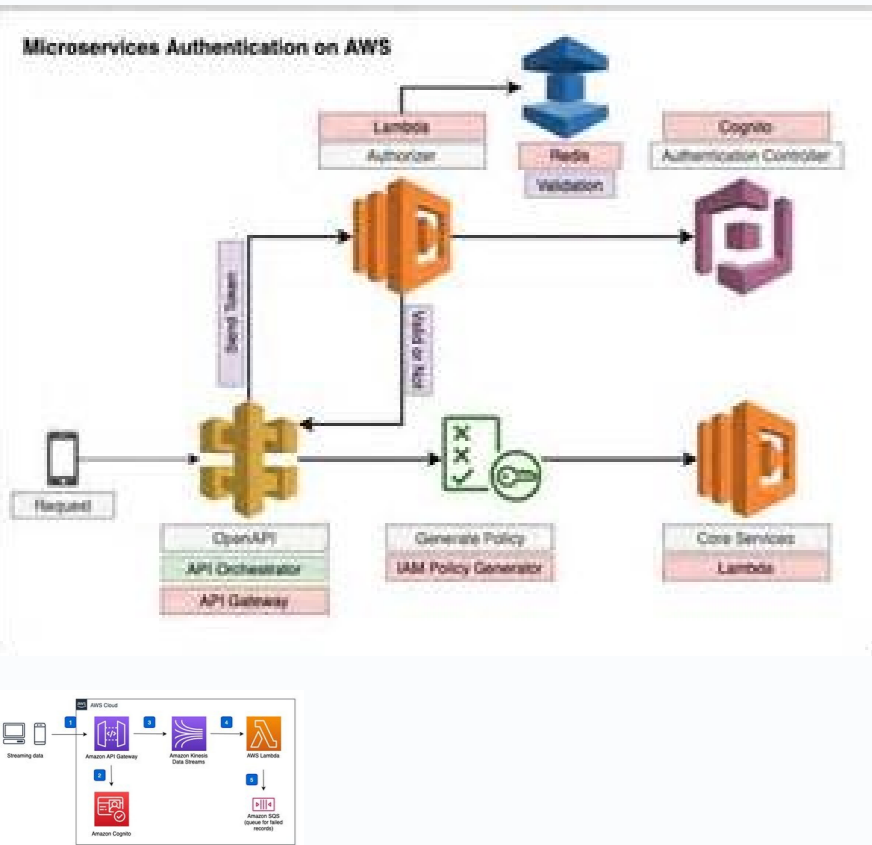 Microservices Authentication on AWS
Lambda
Authorizer
Redis
Validation
Cognito
Authentication Controller
Send Token
Valid or Not
Request
OpenAPI
API Orchestrator
API Gateway
Generate Policy
IAM Policy Generator
Core Services
Lambda
aws AWS Cloud
1
3
4
Streaming data
Amazon API Gateway
Amazon Kinesis
Data Streams
AWS Lambda
2
5
Amazon Cognito
Amazon SQS
(queue for failed
records)